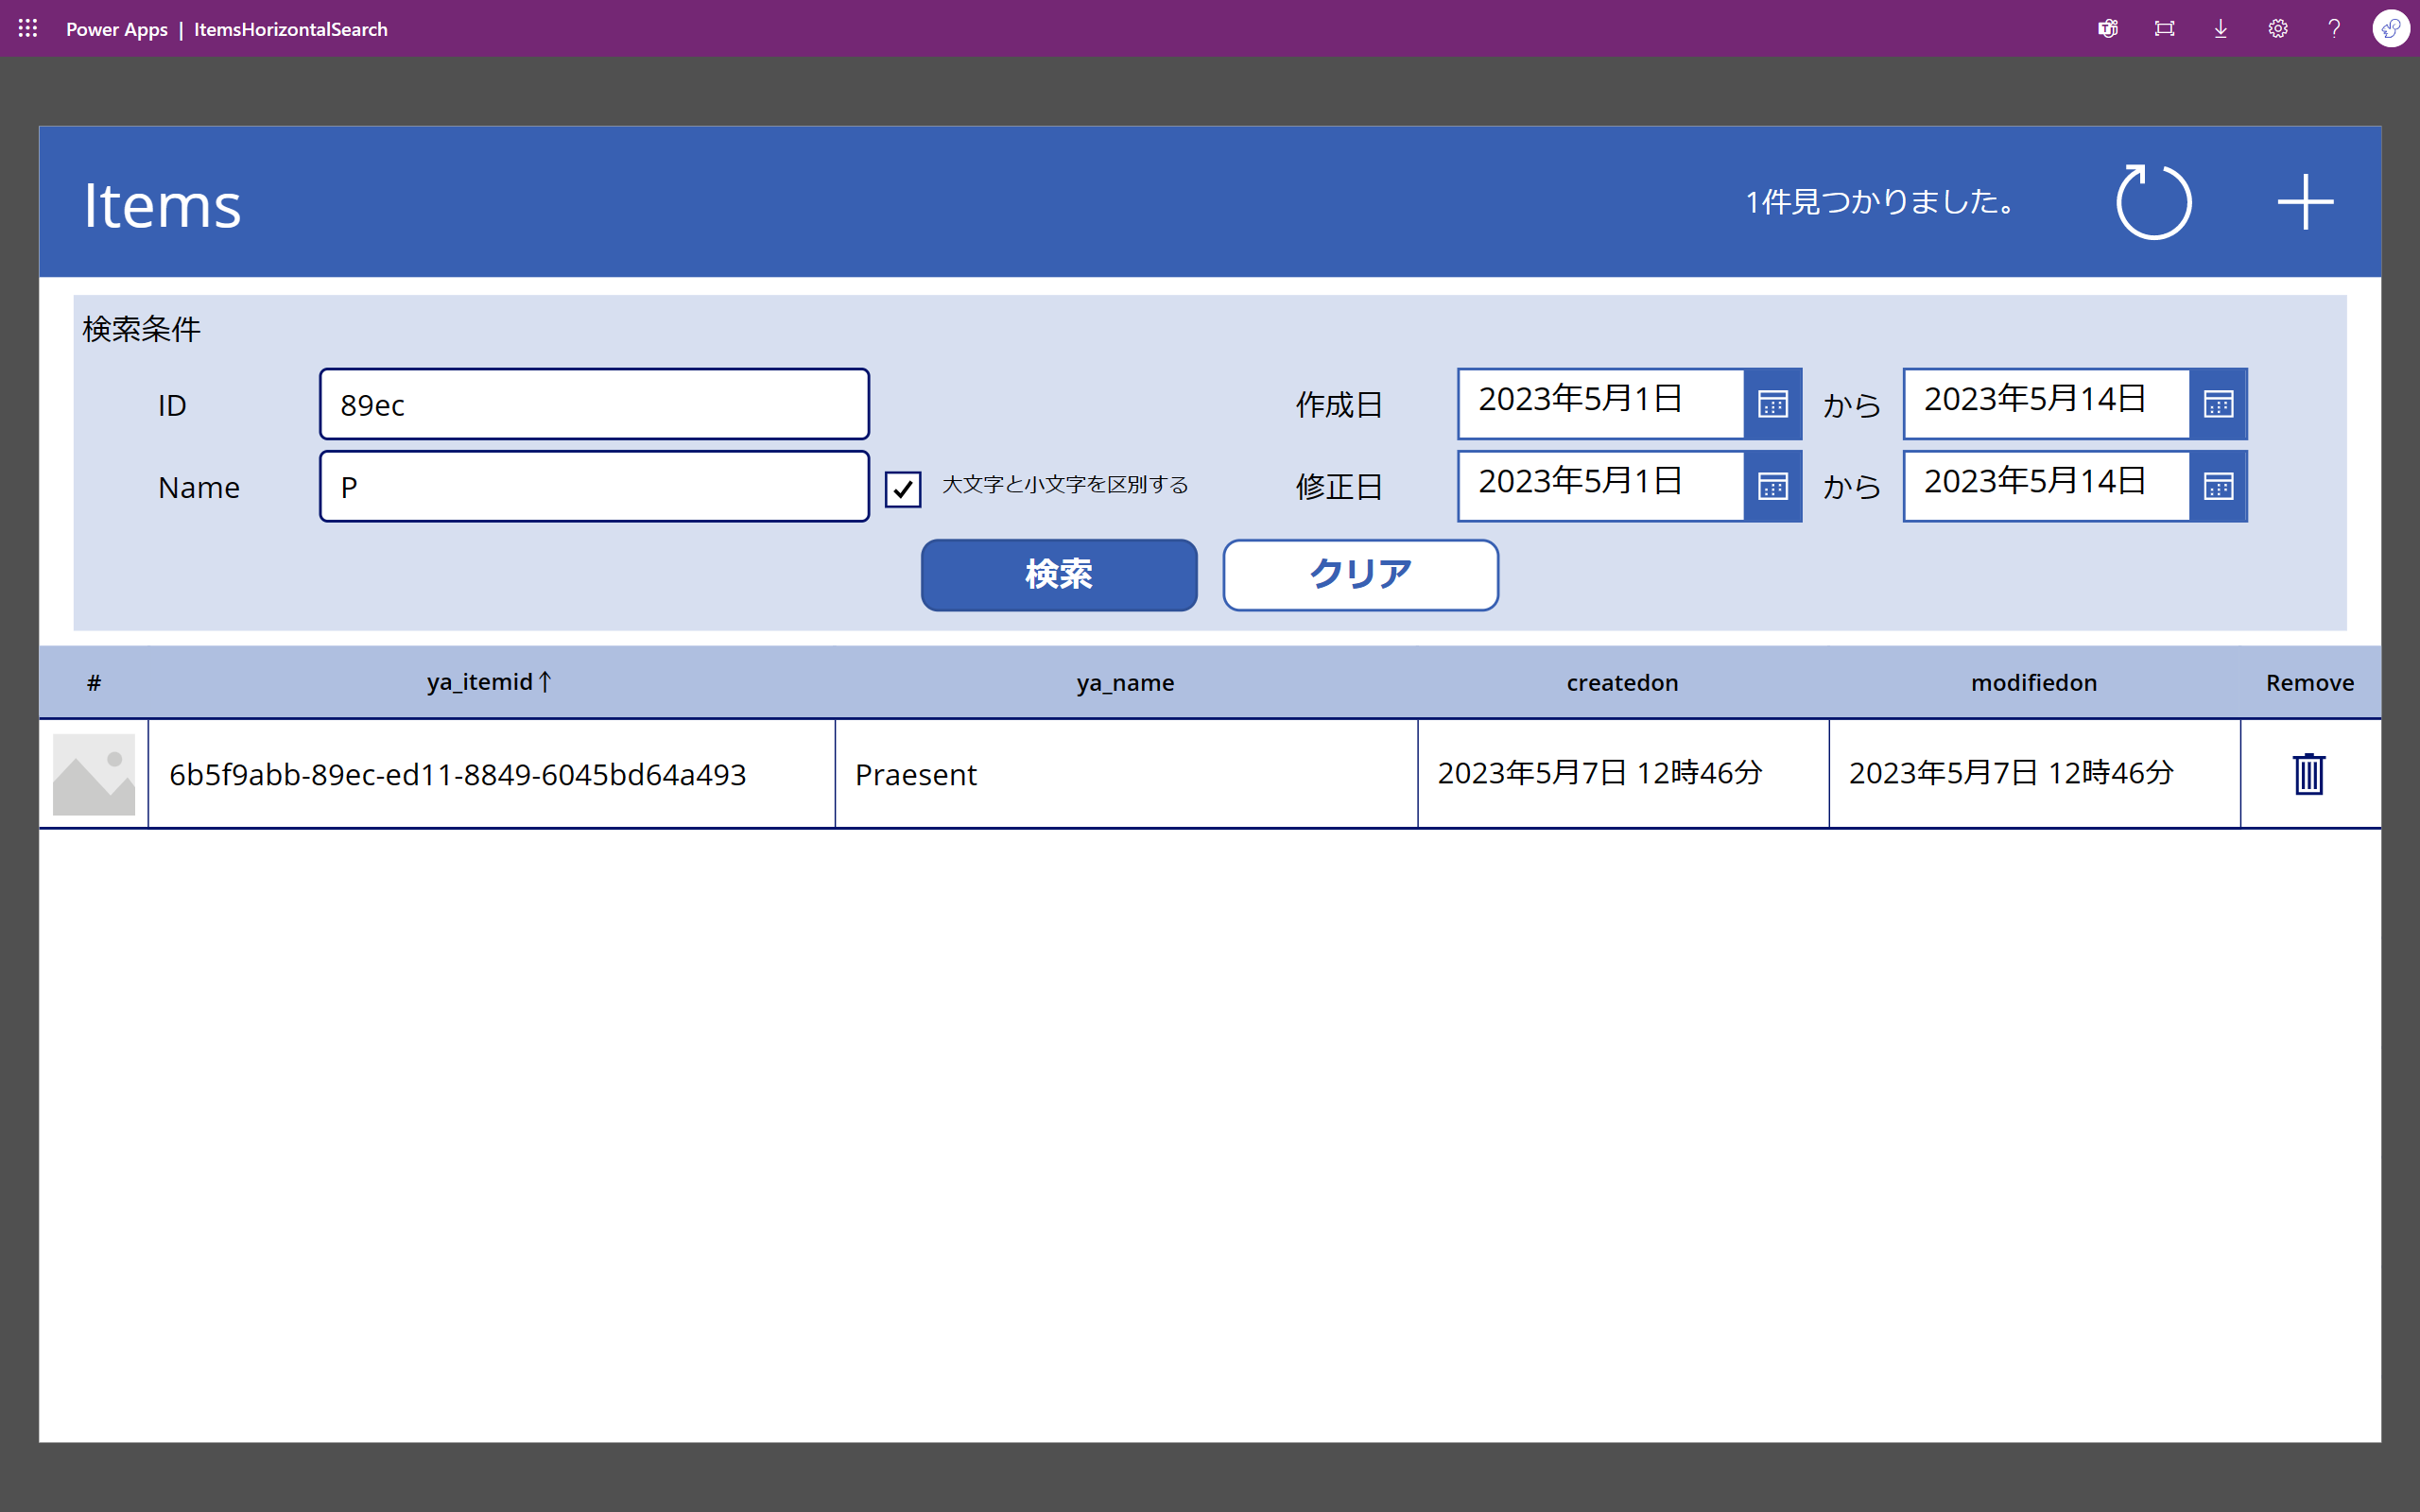 Power Apps | ItemsHorizontalSearch
Items
1件見つかりました。
検索条件
ID 89ec 作成日 2023年5月1日 から 2023年5月14日
Name P 大文字と小文字を区別する 修正日 2023年5月1日 から 2023年5月14日
検索 クリア
# ya_itemid↑ ya_name createdon modifiedon Remove
6b5f9abb-89ec-ed11-8849-6045bd64a493 Praesent 2023年5月7日 12時46分 2023年5月7日 12時46分